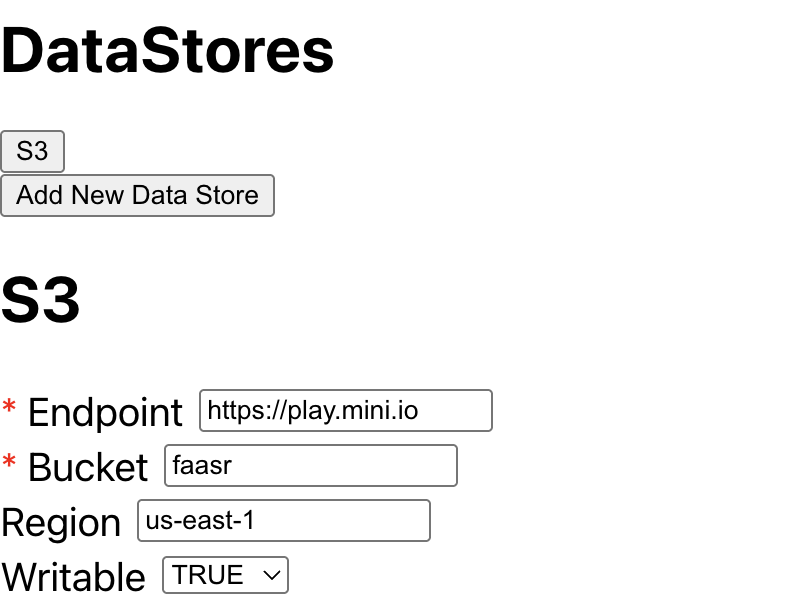 DataStores
S3
Add New Data Store
S3
* Endpoint https://play.mini.io
* Bucket faasr
Region us-east-1
Writable TRUE